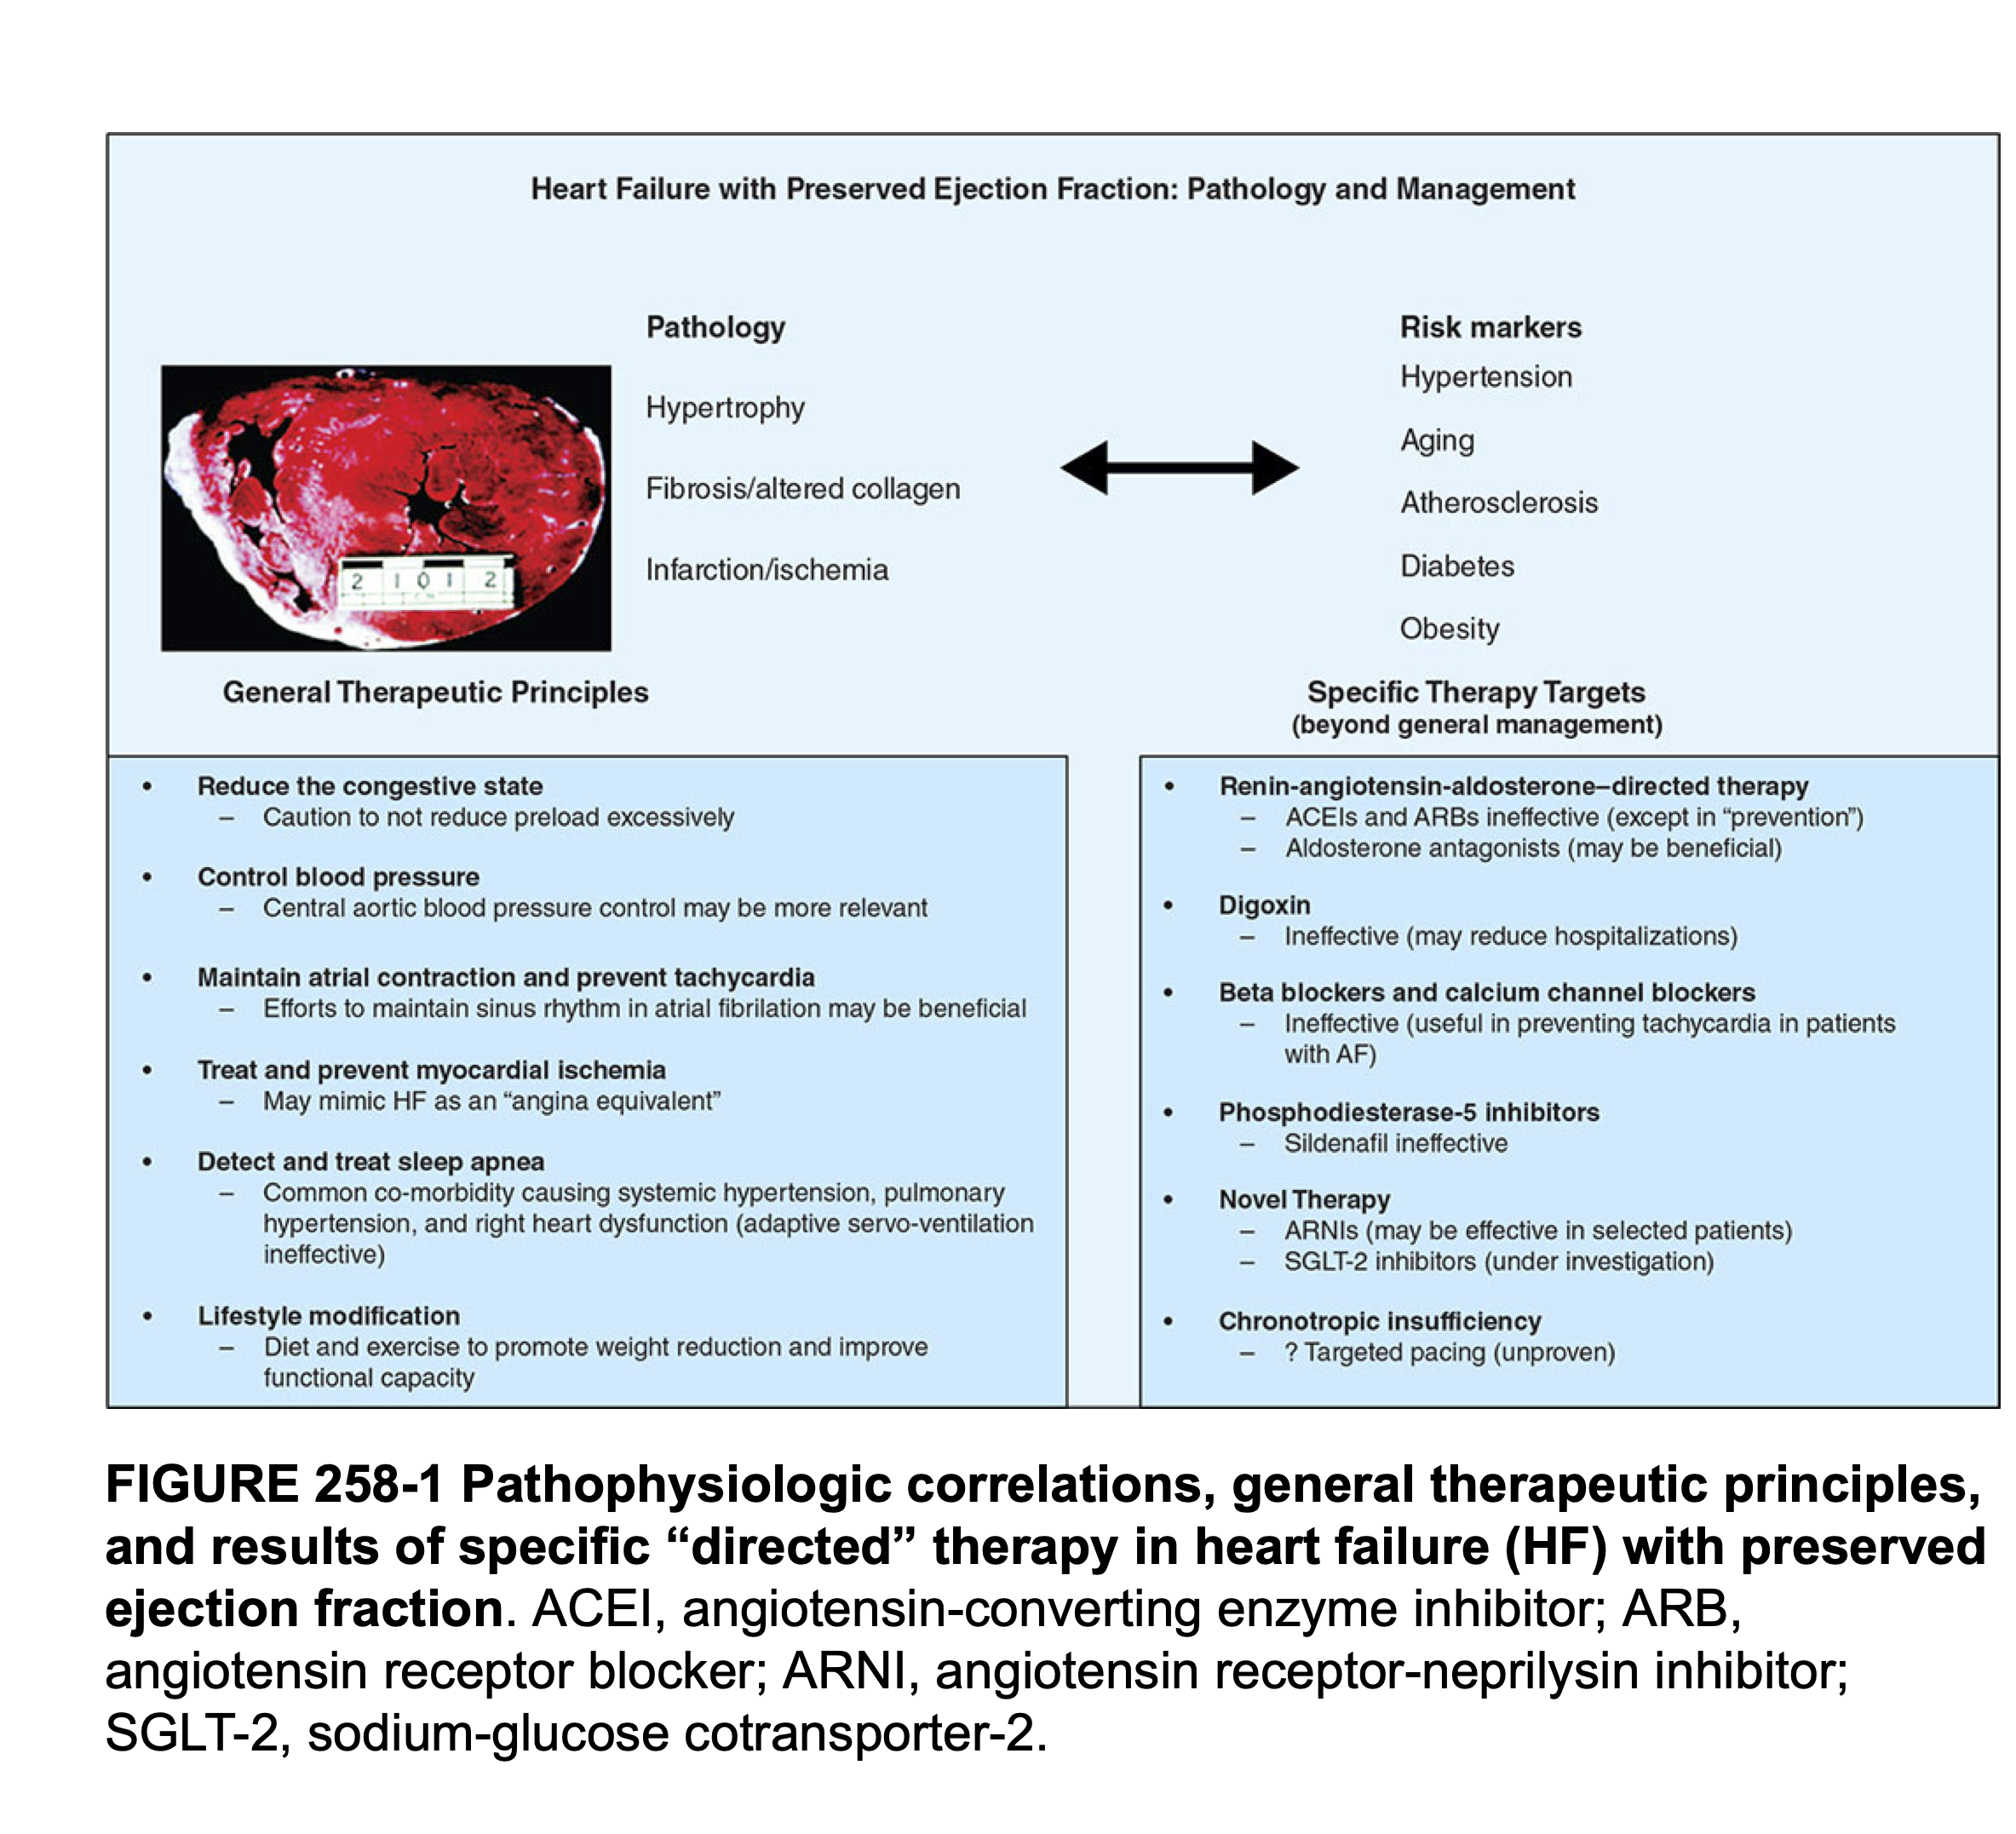 Heart Failure with Preserved Ejection Fraction: Pathology and Management
Pathology
Hypertrophy
Fibrosis/altered collagen
Infarction/ischemia
Risk markers
Hypertension
Aging
Atherosclerosis
Diabetes
Obesity
2 1 0 1 2
General Therapeutic Principles
• Reduce the congestive state
– Caution to not reduce preload excessively
• Control blood pressure
– Central aortic blood pressure control may be more relevant
• Maintain atrial contraction and prevent tachycardia
– Efforts to maintain sinus rhythm in atrial fibrilation may be beneficial
• Treat and prevent myocardial ischemia
– May mimic HF as an “angina equivalent”
• Detect and treat sleep apnea
– Common co-morbidity causing systemic hypertension, pulmonary
hypertension, and right heart dysfunction (adaptive servo-ventilation
ineffective)
• Lifestyle modification
– Diet and exercise to promote weight reduction and improve
functional capacity
Specific Therapy Targets
(beyond general management)
• Renin-angiotensin-aldosterone–directed therapy
– ACEIs and ARBs ineffective (except in “prevention”)
– Aldosterone antagonists (may be beneficial)
• Digoxin
– Ineffective (may reduce hospitalizations)
• Beta blockers and calcium channel blockers
– Ineffective (useful in preventing tachycardia in patients
with AF)
• Phosphodiesterase-5 inhibitors
– Sildenafil ineffective
• Novel Therapy
– ARNIs (may be effective in selected patients)
– SGLT-2 inhibitors (under investigation)
• Chronotropic insufficiency
– ? Targeted pacing (unproven)
FIGURE 258-1 Pathophysiologic correlations, general therapeutic principles,
and results of specific “directed” therapy in heart failure (HF) with preserved
ejection fraction. ACEI, angiotensin-converting enzyme inhibitor; ARB,
angiotensin receptor blocker; ARNI, angiotensin receptor-neprilysin inhibitor;
SGLT-2, sodium-glucose cotransporter-2.